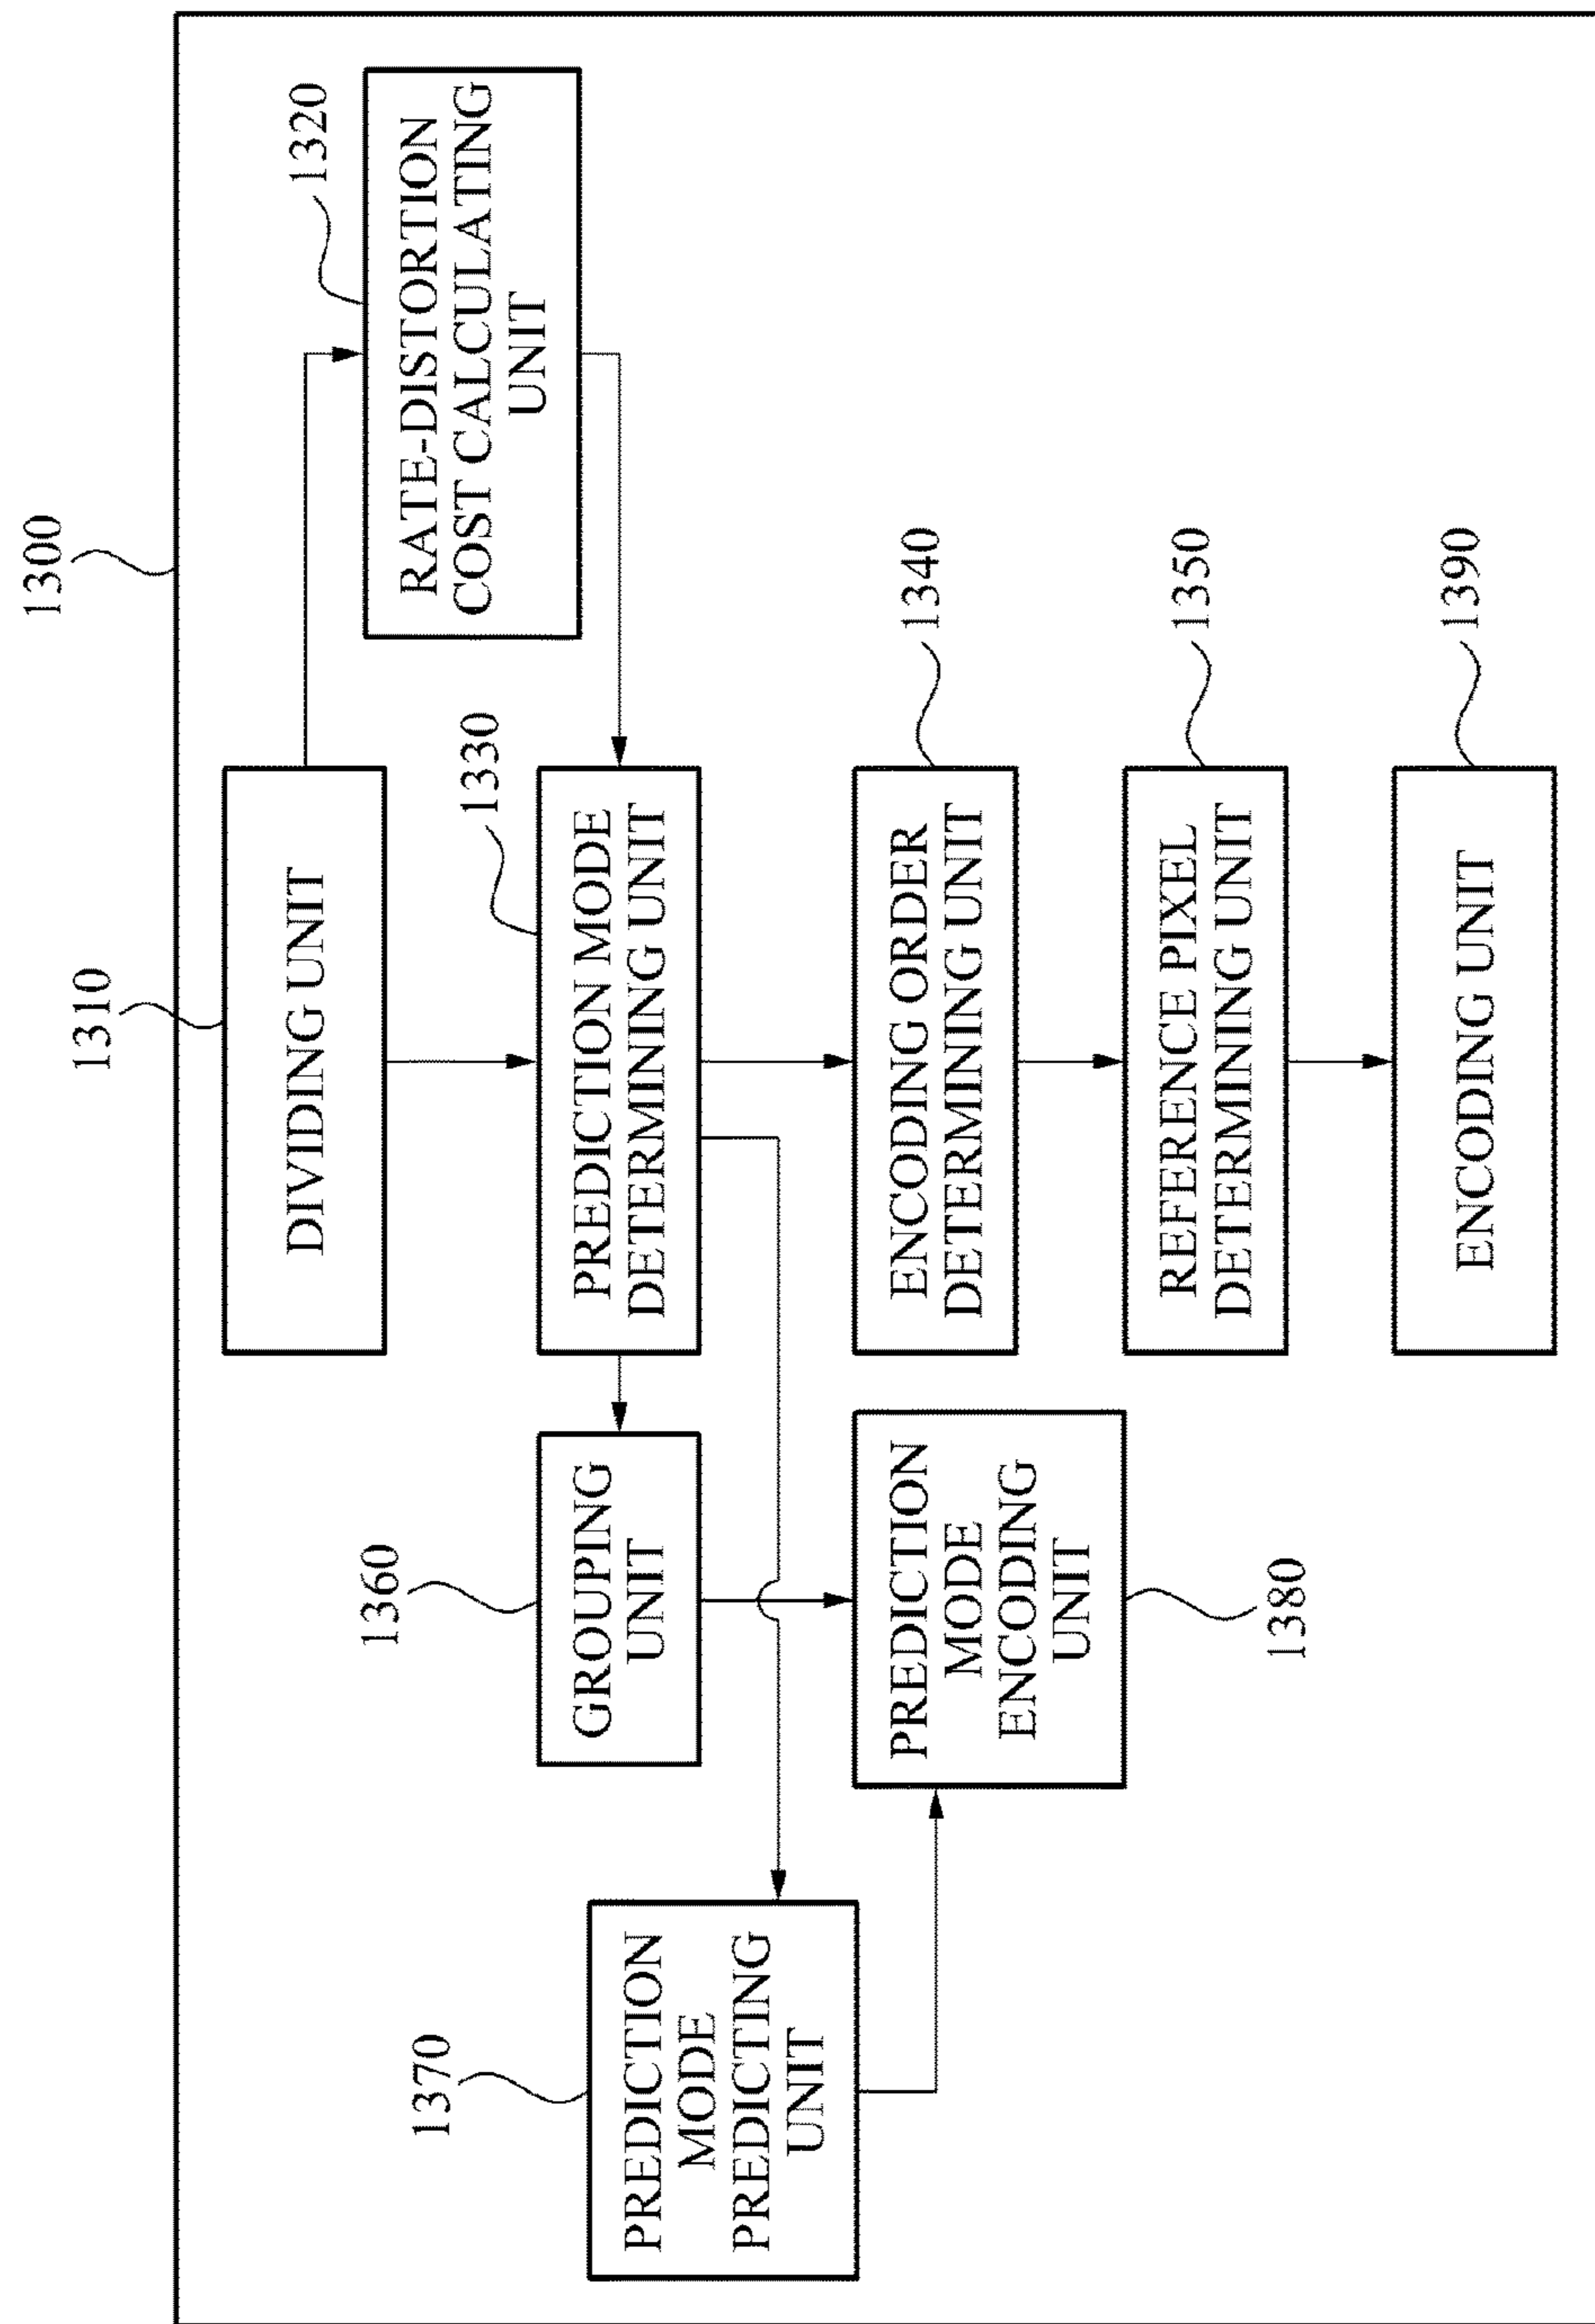 1300
1310
DIVIDING UNIT
1320
RATE-DISTORTION
COST CALCULATING
UNIT
1330
PREDICTION MODE
DETERMINING UNIT
1360
GROUPING
UNIT
1370
PREDICTION
MODE
PREDICTING
UNIT
PREDICTION
MODE
ENCODING
UNIT
1380
ENCODING ORDER
DETERMINING UNIT
1340
REFERENCE PIXEL
DETERMINING UNIT
1350
ENCODING UNIT
1390